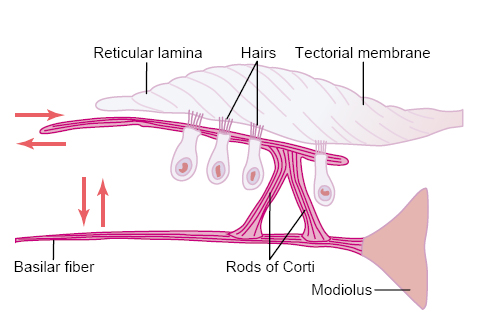 Reticular lamina
Hairs
Tectorial membrane
Basilar fiber
Rods of Corti
Modiolus